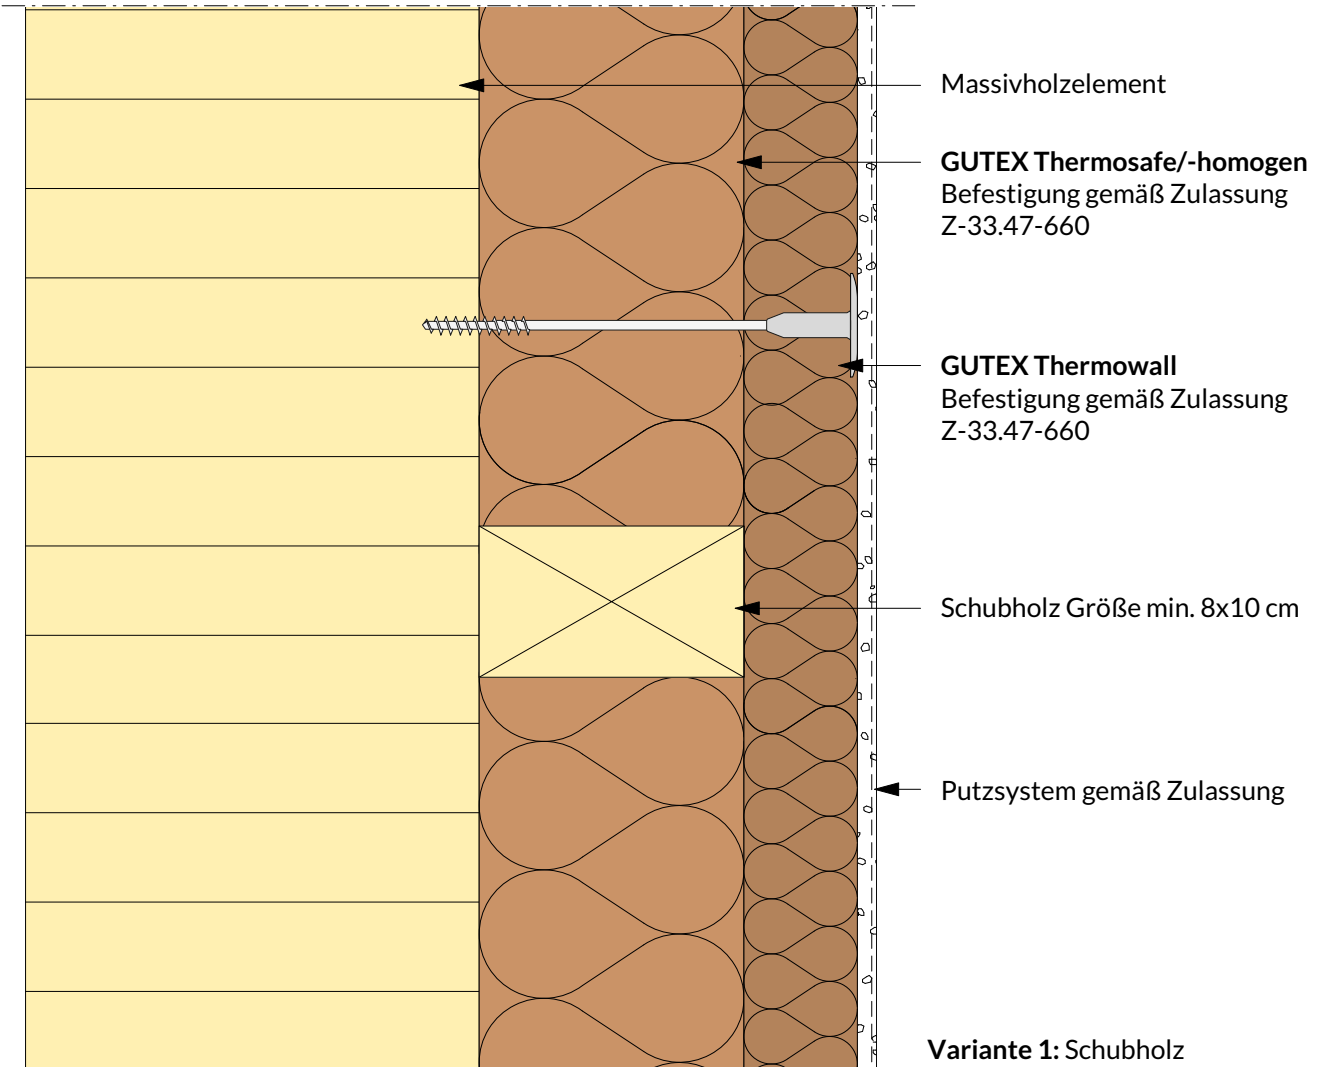 Massivholzelement
GUTEX Thermosafe/-homogen
Befestigung gemäß Zulassung
Z-33.47-660
GUTEX Thermowall
Befestigung gemäß Zulassung
Z-33.47-660
Schubholz Größe min. 8x10 cm
Putzsystem gemäß Zulassung
Variante 1: Schubholz